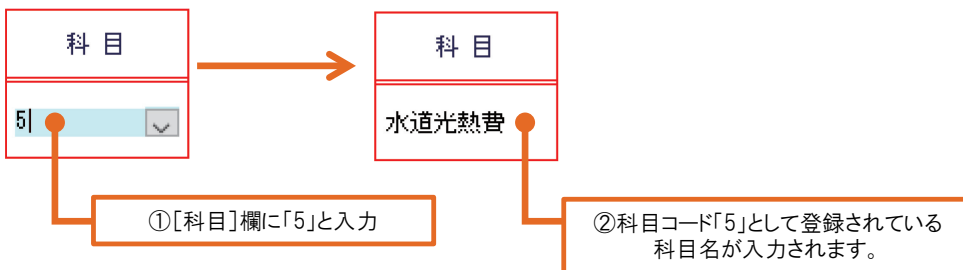 科 目
科 目
5
水道光熱費
①[科目]欄に「5」と入力
②科目コード「5」として登録されている
科目名が入力されます。